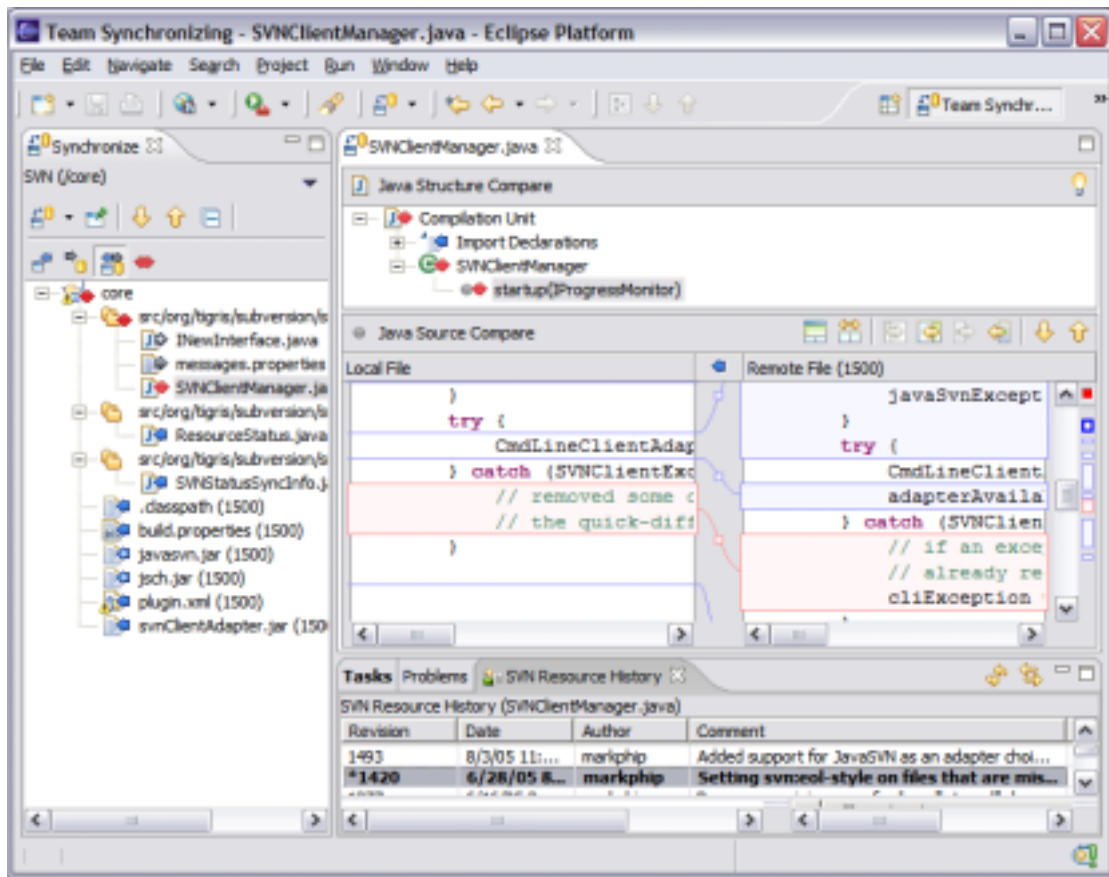 Team Synchronizing - SVNClientManager.java - Eclipse Platform
File Edit Navigate Search Project Run Window Help
Team Synchr...
Synchronize
SVN (/core)
core
src/org/tigris/subversion/s
INewInterface.java
messages.properties
SVNClientManager.ja
src/org/tigris/subversion/s
ResourceStatus.java
src/org/tigris/subversion/s
SVNStatusSyncInfo.j
.classpath (1500)
build.properties (1500)
javasvn.jar (1500)
jsch.jar (1500)
plugin.xml (1500)
svnClientAdapter.jar (150
SVNClientManager.java
Java Structure Compare
Compilation Unit
Import Declarations
SVNClientManager
startup(IProgressMonitor)
Java Source Compare
Local File
}
try {
CmdLineClientAdap
} catch (SVNClientExc
// removed some c
// the quick-diff
}
Remote File (1500)
javaSvnExcept
}
try {
CmdLineClient
adapterAvaila
} catch (SVNClien
// if an exce
// already re
cliException
Tasks Problems SVN Resource History
SVN Resource History (SVNClientManager.java)
Revision Date Author Comment
1493 8/3/05 11:... markphip Added support for JavaSVN as an adapter choi...
*1420 6/28/05 8... markphip Setting svn:eol-style on files that are mis...